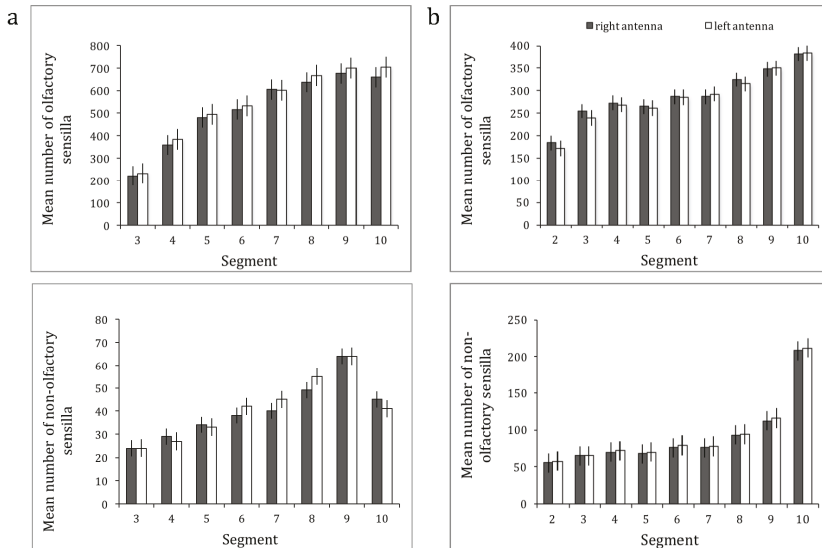 a
Mean number of olfactory
sensilla
800
700
600
500
400
300
200
100
0
3 4 5 6 7 8 9 10
Segment
b
right antenna left antenna
Mean number of olfactory
sensilla
400
350
300
250
200
150
100
150
0
2 3 4 5 6 7 8 9 10
Segment
Mean number of non-olfactory
sensilla
80
70
60
50
40
30
20
10
0
3 4 5 6 7 8 9 10
Segment
Mean number of non-
olfactory sensilla
250
200
150
100
50
0
2 3 4 5 6 7 8 9 10
Segment